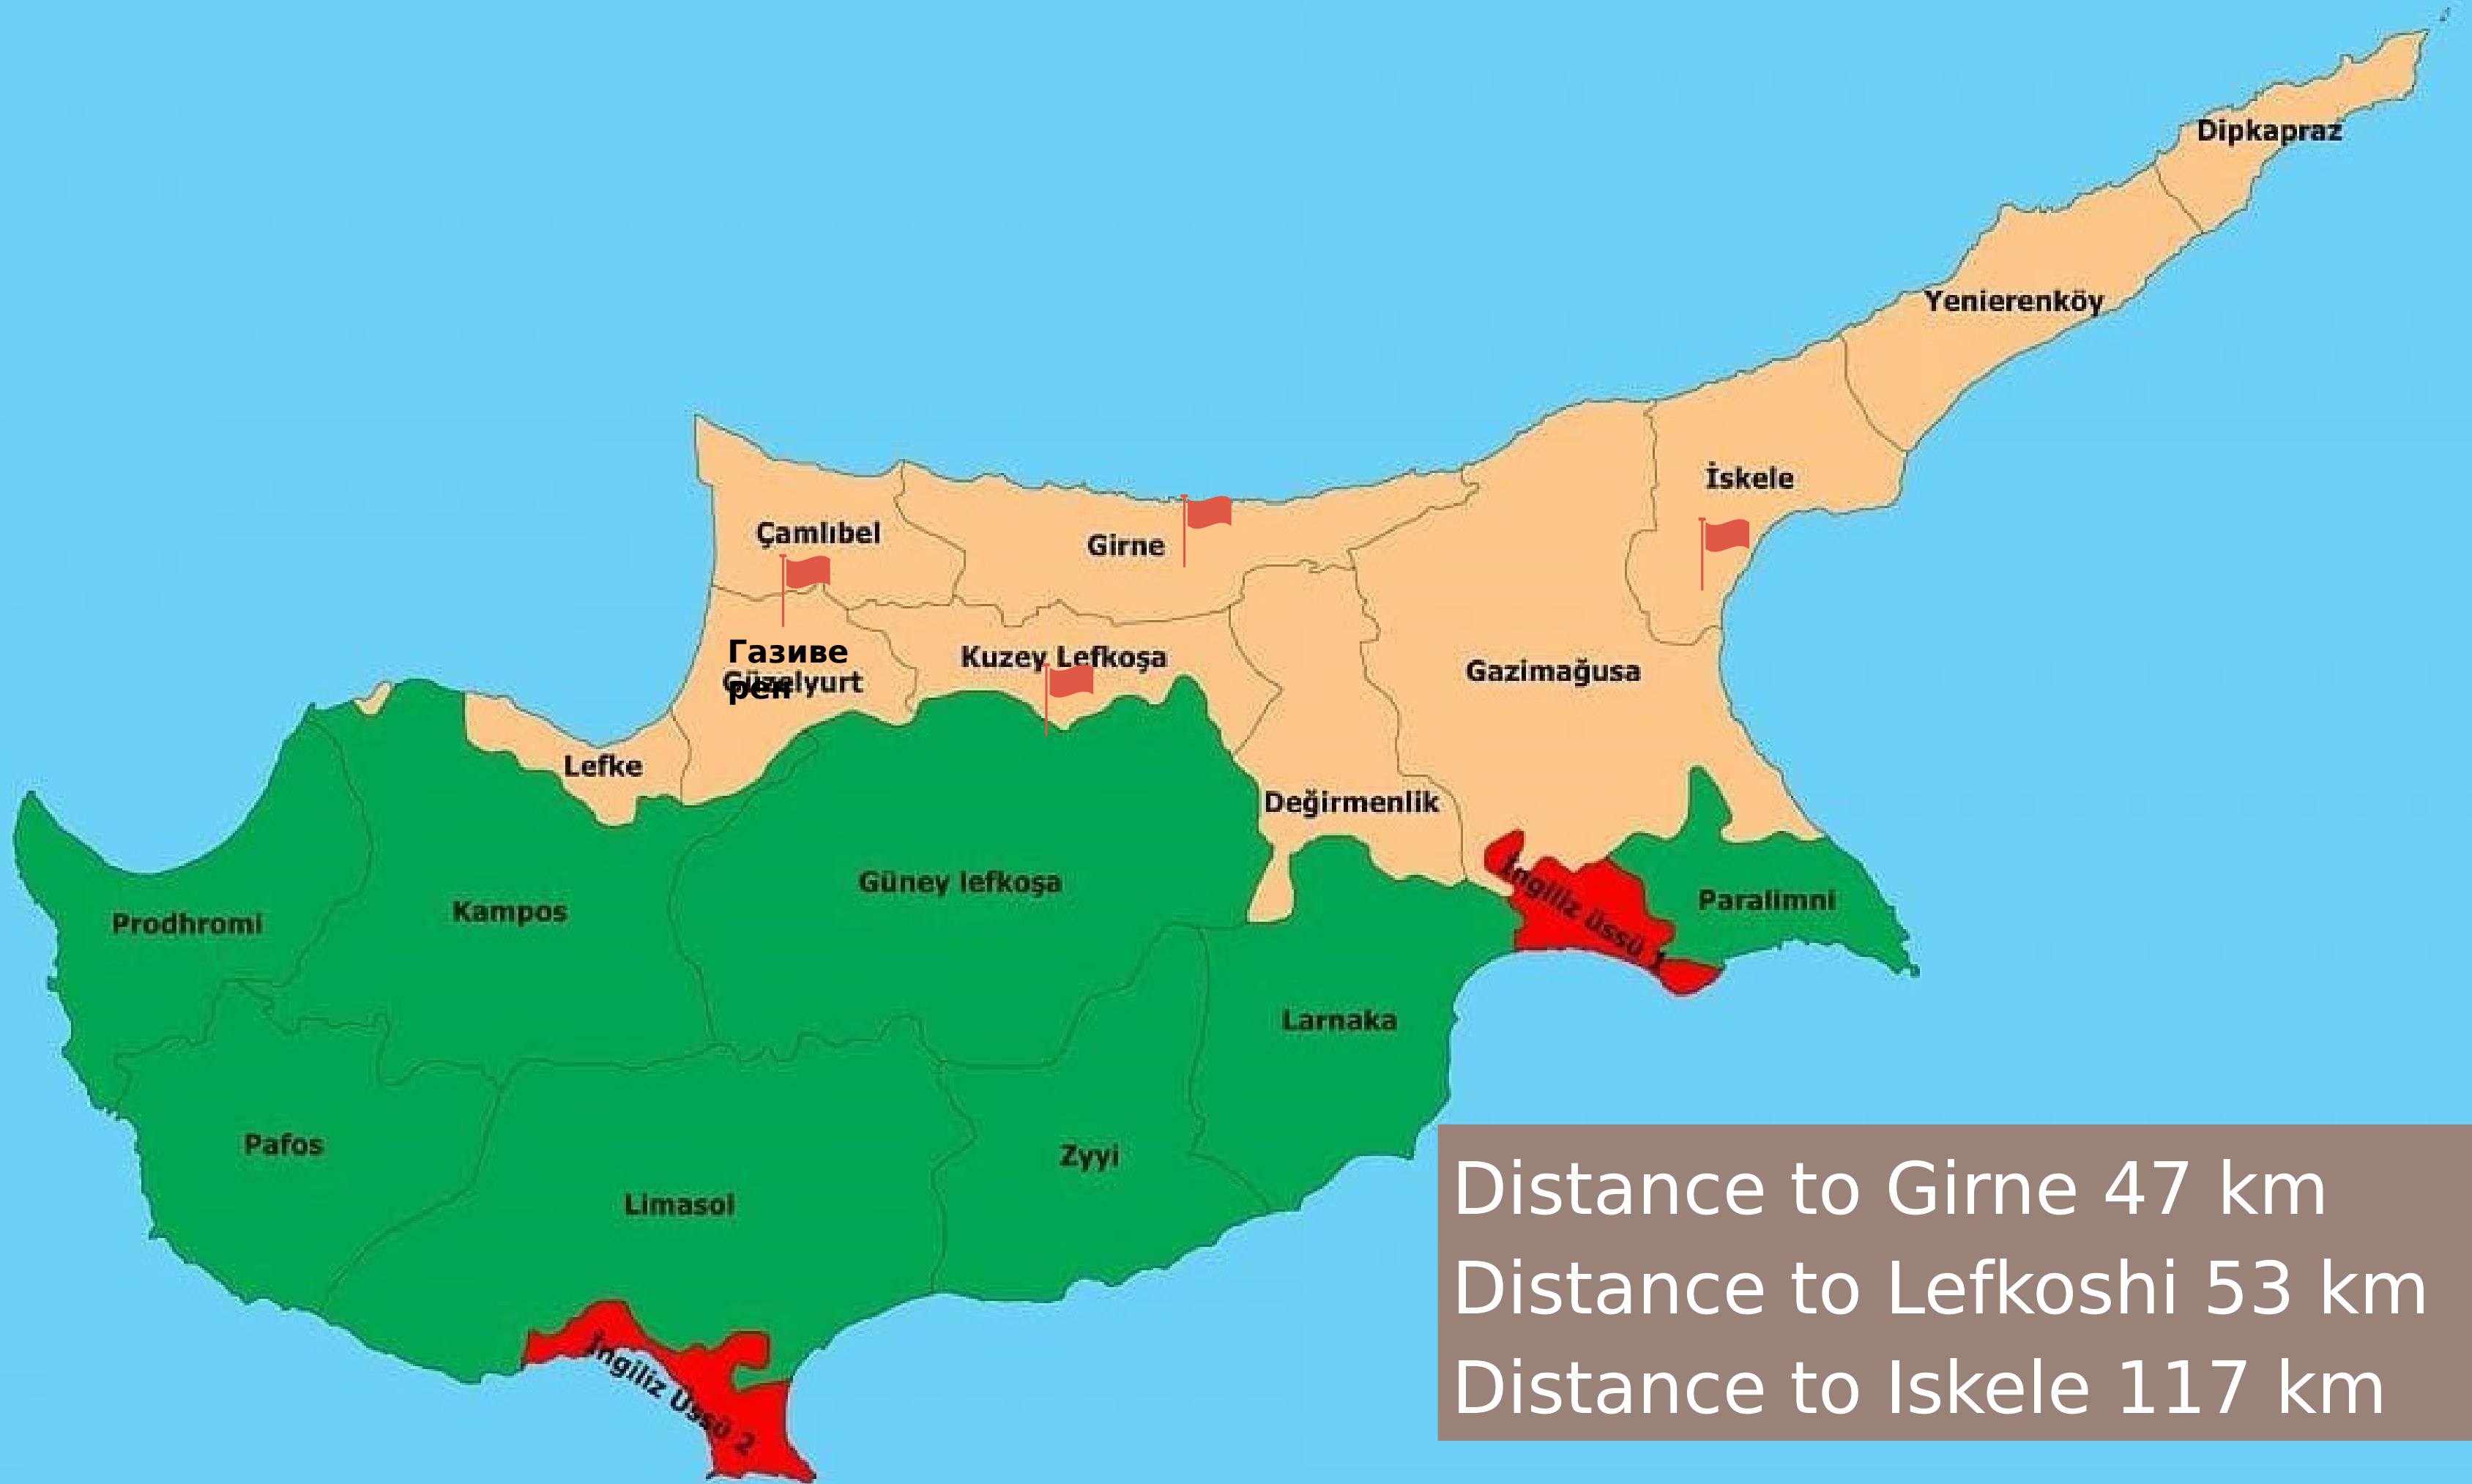 Dipkapraz
Yenierenköy
İskele
Çamlıbel
Girne
Газиве
рен
Güzelyurt
Kuzey Lefkoşa
Gazimağusa
Lefke
Değirmenlik
Güney lefkoşa
Prodhromi
Kampos
İngiliz üssü 1
Paralimni
Larnaka
Pafos
Zyyi
Limasol
İngiliz Üssü 2
Distance to Girne 47 km
Distance to Lefkoshi 53 km
Distance to Iskele 117 km